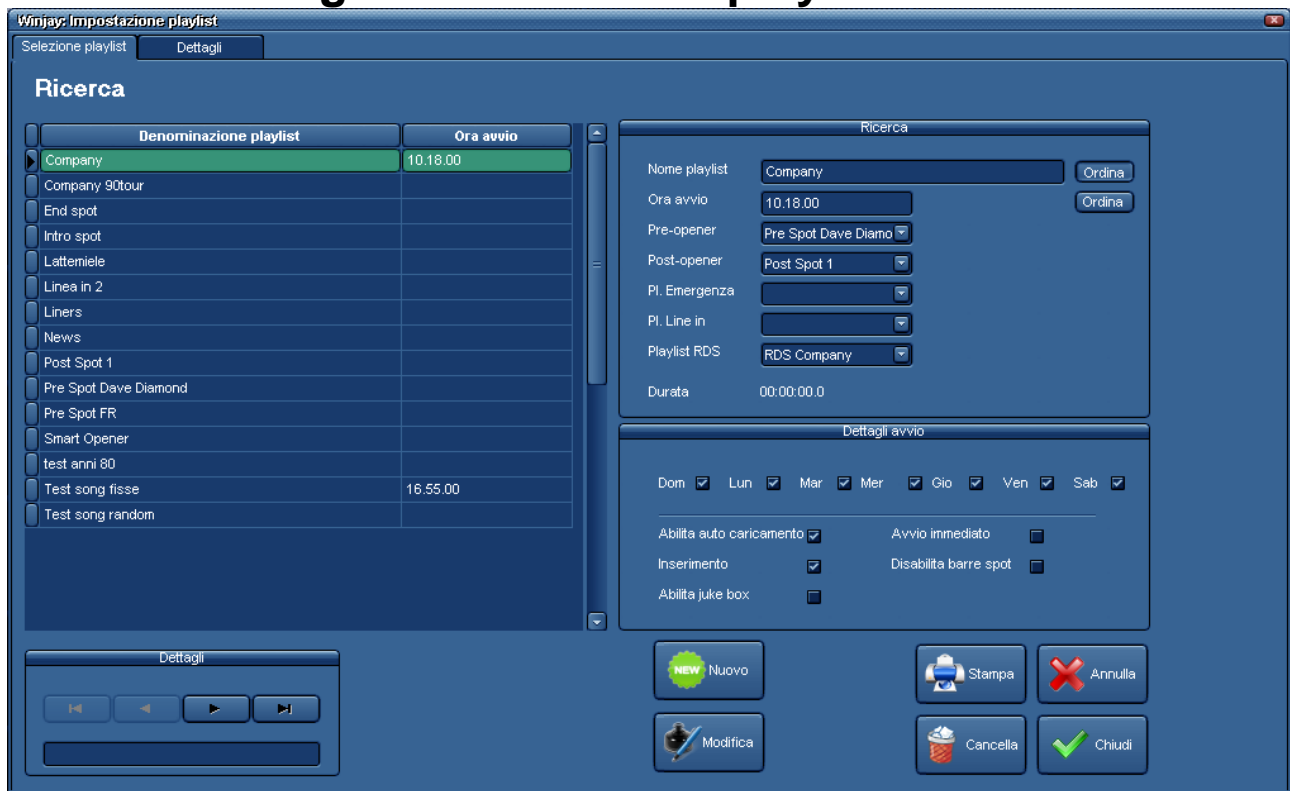 Winjay: Impostazione playlist
Selezione playlist Dettagli
Ricerca
Denominazione playlist Ora avvio
Company 10.18.00
Company 90tour
End spot
Intro spot
Lattemiele
Linea in 2
Liners
News
Post Spot 1
Pre Spot Dave Diamond
Pre Spot FR
Smart Opener
test anni 80
Test song fisse 16.55.00
Test song random
Ricerca
Nome playlist Company Ordina
Ora avvio 10.18.00 Ordina
Pre-opener Pre Spot Dave Diamo
Post-opener Post Spot 1
Pl. Emergenza
Pl. Line in
Playlist RDS RDS Company
Durata 00:00:00.0
Dettagli avvio
Dom Lun Mar Mer Gio Ven Sab
Abilita auto caricamento Avvio immediato
Inserimento Disabilita barre spot
Abilita juke box
Dettagli
NEW Nuovo Stampa Annulla
Modifica Cancella Chiudi